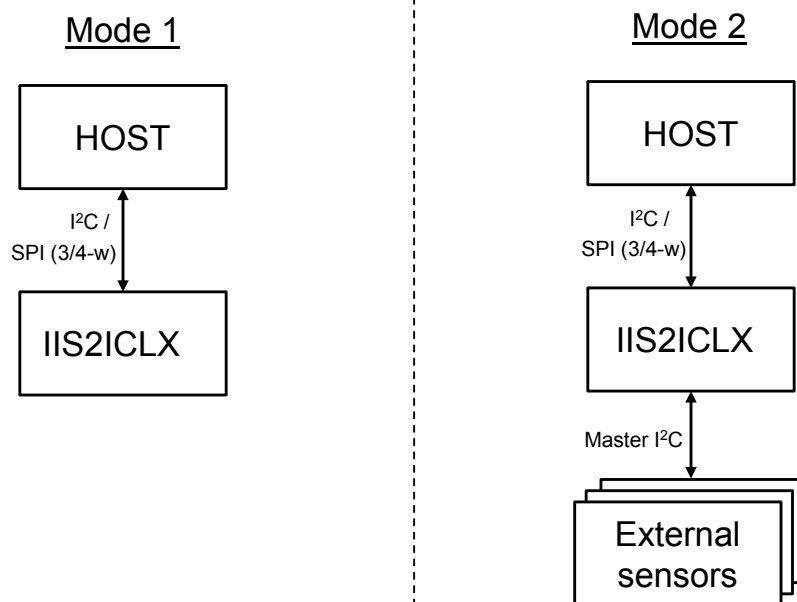 Mode 1
HOST
I²C /
SPI (3/4-w)
IIS2ICLX
Mode 2
HOST
I²C /
SPI (3/4-w)
IIS2ICLX
Master I²C
External
sensors